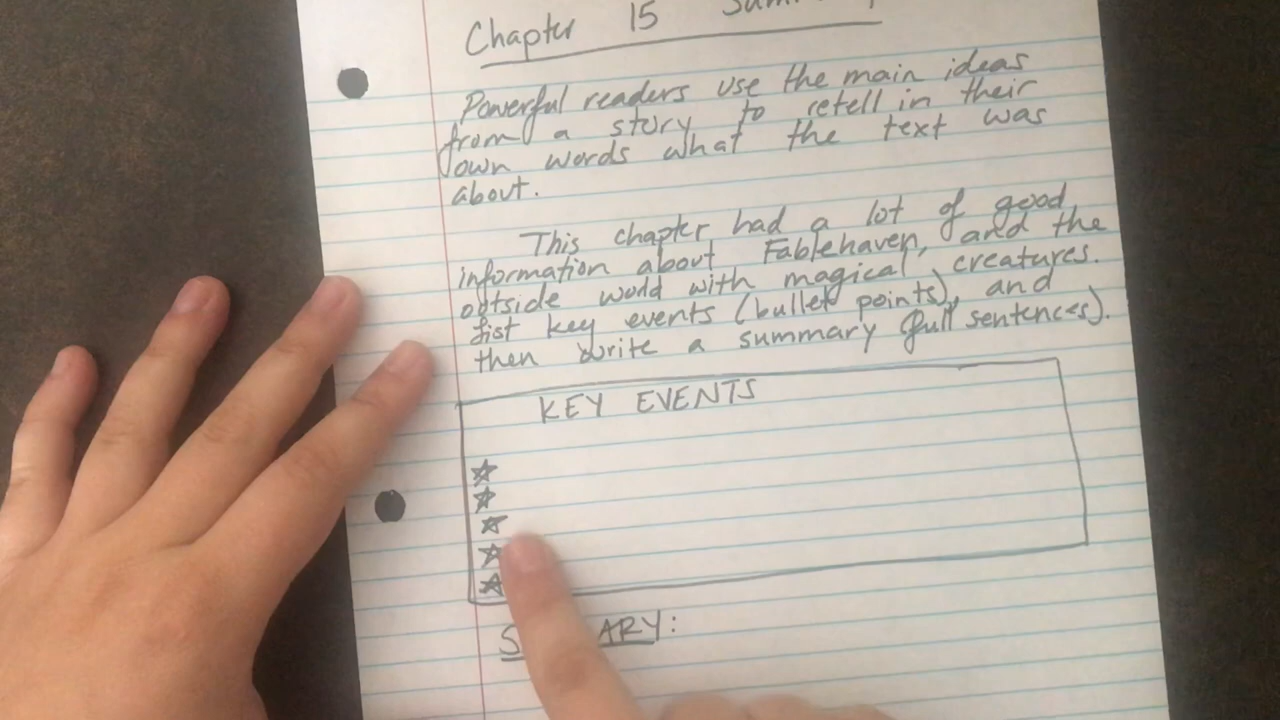 Chapter 15 Summary
Powerful readers use the main ideas
from a story to retell in their
own words what the text was
about.
This chapter had a lot of good
information about Fablehaven, and the
outside world with magical creatures.
List key events (bullet points), and
then write a summary (full sentences).
KEY EVENTS
SUMMARY: